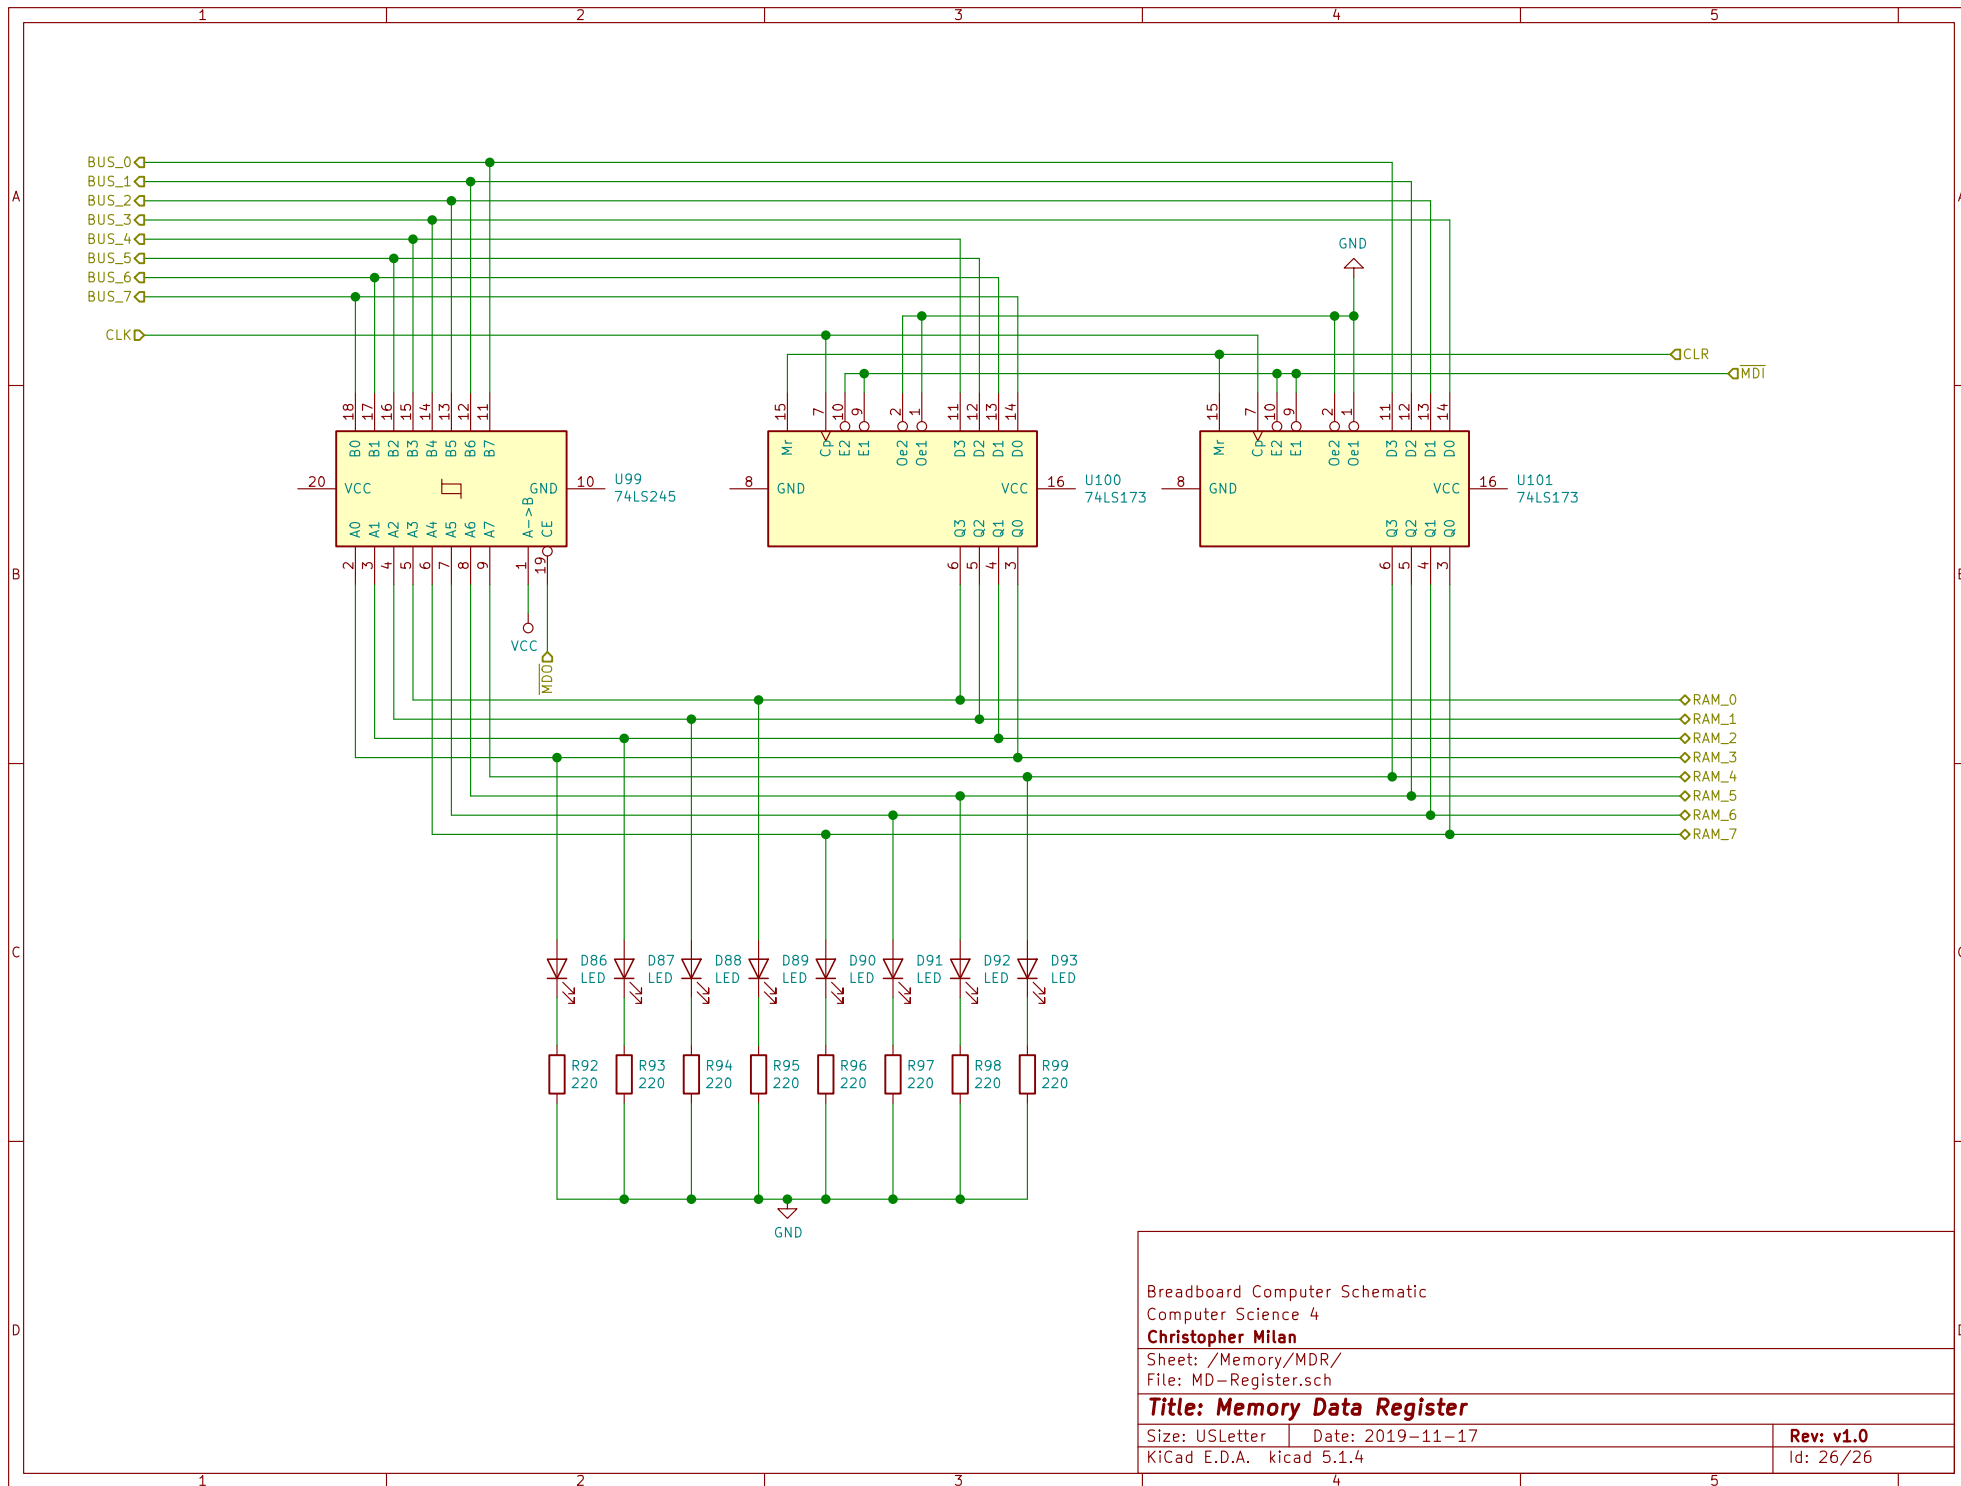 1 2 3 4 5
A
BUS_0
BUS_1
BUS_2
BUS_3
BUS_4
BUS_5
BUS_6
BUS_7
CLK
GND
CLR
MDI
18 17 16 15 14 13 12 11
B0 B1 B2 B3 B4 B5 B6 B7
20 VCC
GND 10
A0 A1 A2 A3 A4 A5 A6 A7 A->B CE
2 3 4 5 6 7 8 9 1 19
U99
74LS245
VCC
MDO
15 7 10 9 2 1 11 12 13 14
Mr Cp E2 E1 Oe2 Oe1 D3 D2 D1 D0
8 GND
VCC 16
Q3 Q2 Q1 Q0
6 5 4 3
U100
74LS173
15 7 10 9 2 1 11 12 13 14
Mr Cp E2 E1 Oe2 Oe1 D3 D2 D1 D0
8 GND
VCC 16
Q3 Q2 Q1 Q0
6 5 4 3
U101
74LS173
B
RAM_0
RAM_1
RAM_2
RAM_3
RAM_4
RAM_5
RAM_6
RAM_7
C
D86 D87 D88 D89 D90 D91 D92 D93
LED LED LED LED LED LED LED LED
R92 R93 R94 R95 R96 R97 R98 R99
220 220 220 220 220 220 220 220
GND
D
Breadboard Computer Schematic
Computer Science 4
Christopher Milan
Sheet: /Memory/MDR/
File: MD-Register.sch
Title: Memory Data Register
Size: USLetter Date: 2019-11-17 Rev: v1.0
KiCad E.D.A. kicad 5.1.4 Id: 26/26
1 2 3 4 5